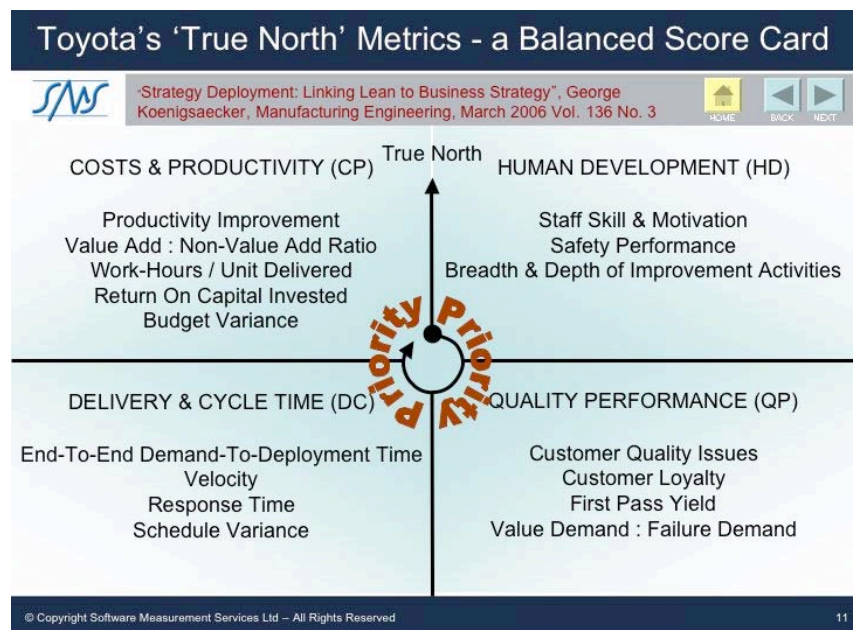 Toyota's 'True North' Metrics - a Balanced Score Card
SMS
"Strategy Deployment: Linking Lean to Business Strategy", George
Koenigsaecker, Manufacturing Engineering, March 2006 Vol. 136 No. 3
HOME
BACK
NEXT
True North
COSTS & PRODUCTIVITY (CP)
Productivity Improvement
Value Add : Non-Value Add Ratio
Work-Hours / Unit Delivered
Return On Capital Invested
Budget Variance
HUMAN DEVELOPMENT (HD)
Staff Skill & Motivation
Safety Performance
Breadth & Depth of Improvement Activities
Priority Priority
DELIVERY & CYCLE TIME (DC)
End-To-End Demand-To-Deployment Time
Velocity
Response Time
Schedule Variance
QUALITY PERFORMANCE (QP)
Customer Quality Issues
Customer Loyalty
First Pass Yield
Value Demand : Failure Demand
© Copyright Software Measurement Services Ltd – All Rights Reserved
11